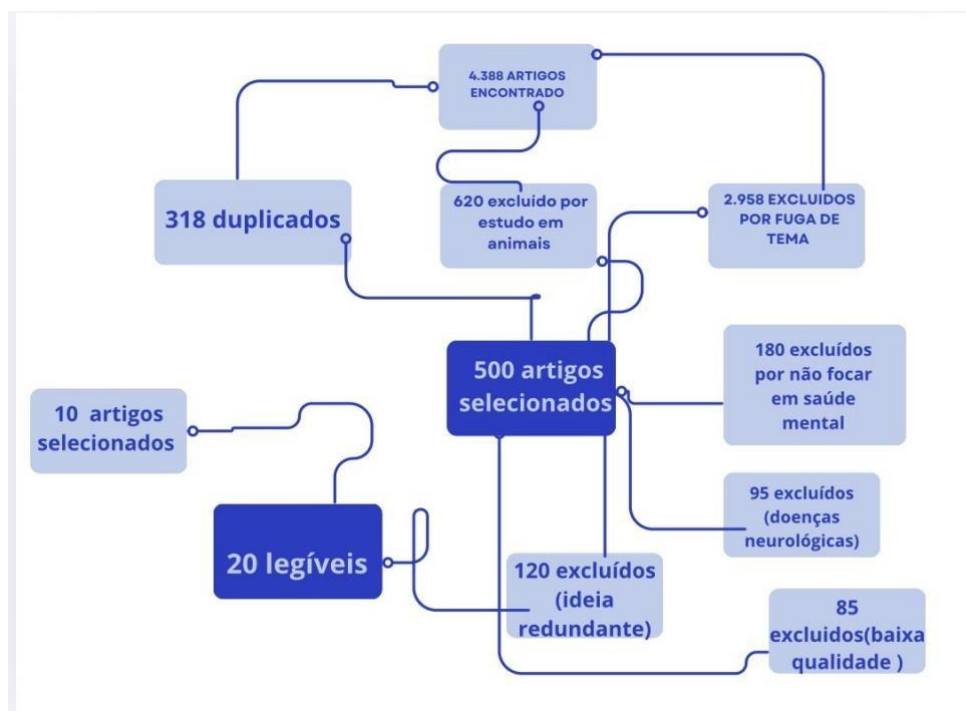 4.388 ARTIGOS
ENCONTRADO
318 duplicados
620 excluido por
estudo em
animais
2.958 EXCLUIDOS
POR FUGA DE
TEMA
500 artigos
selecionados
180 excluídos
por não focar
em saúde
mental
10 artigos
selecionados
95 excluídos
(doenças
neurológicas)
20 legíveis
120 excluídos
(ideia
redundante)
85
excluidos(baixa
qualidade )